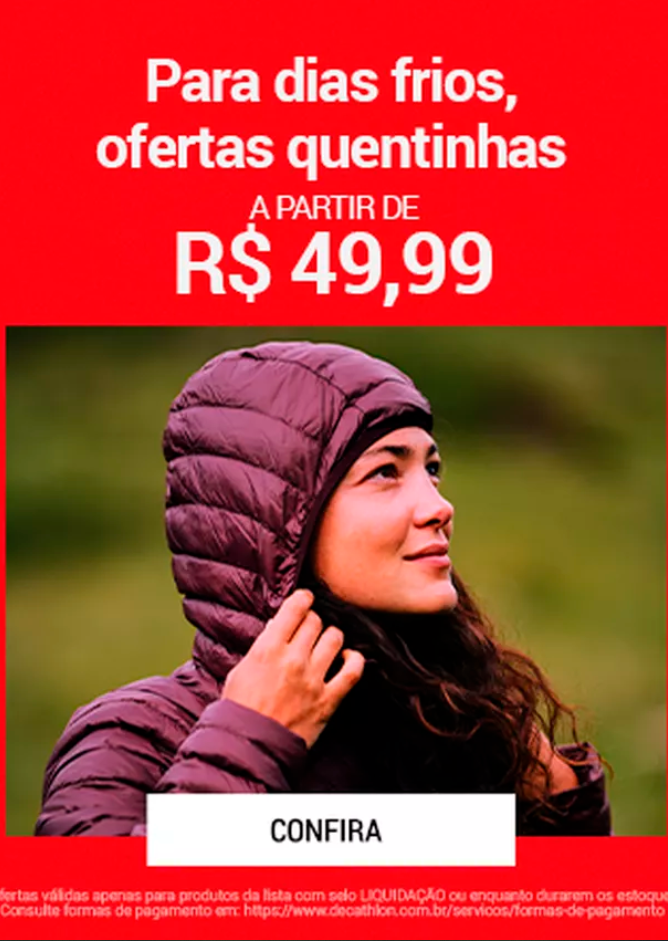 Para dias frios,
ofertas quentinhas
A PARTIR DE
R$ 49,99
CONFIRA
fertas válidas apenas para produtos da lista com selo LIQUIDAÇÃO ou enquanto durarem os estoque
Consulte formas de pagamento em: https://www.decathlon.com.br/servicos/formas-de-pagamento